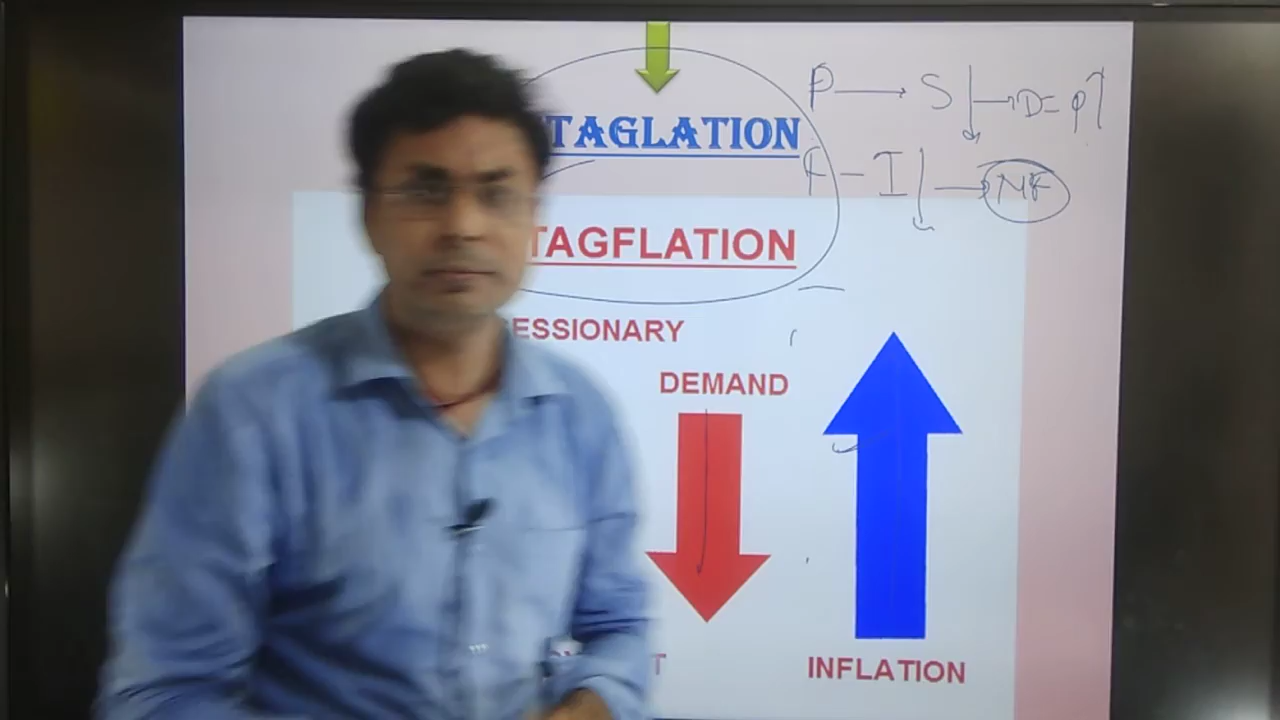 TAGLATION
P → S↓ → D = P↑
I↓ → NF
TAGFLATION
ESSIONARY
DEMAND
T
INFLATION